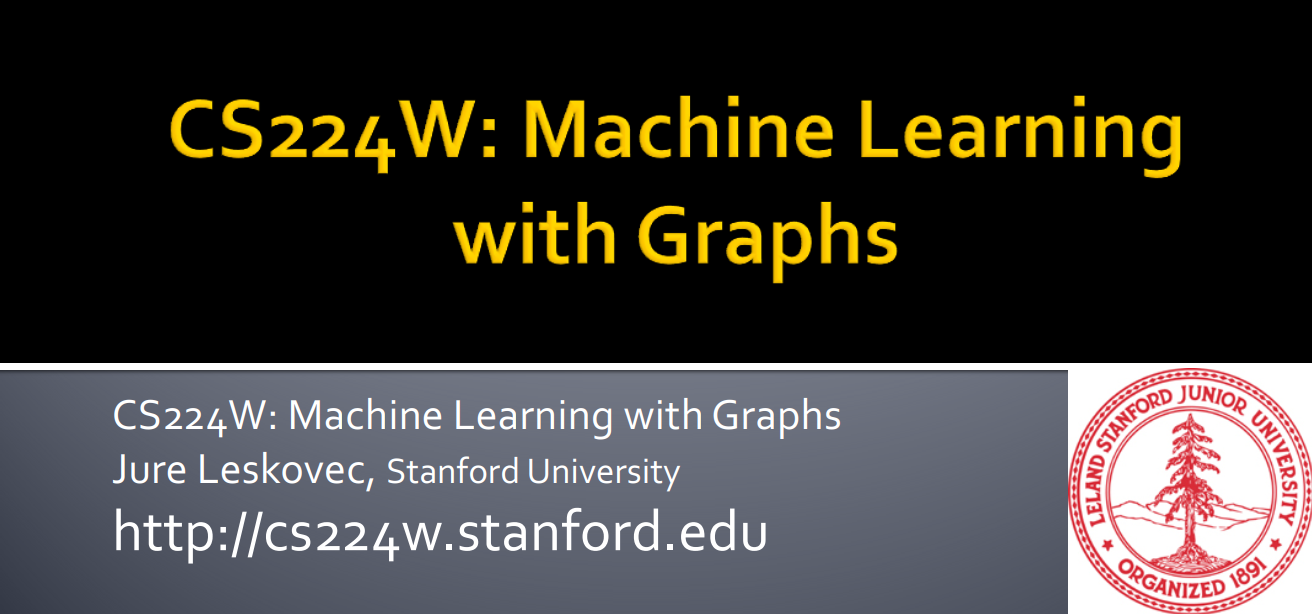 CS224W: Machine Learning
with Graphs
CS224W: Machine Learning with Graphs
Jure Leskovec, Stanford University
http://cs224w.stanford.edu
LELAND STANFORD JUNIOR UNIVERSITY
ORGANIZED 1891